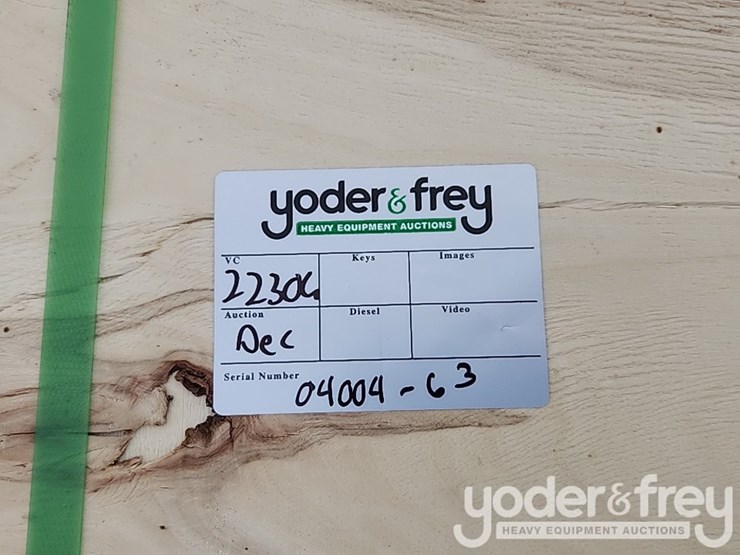 yoder & frey
HEAVY EQUIPMENT AUCTIONS
VC Keys Images
Auction Diesel Video
Dec
Serial Number 04004-63
yoder & frey
HEAVY EQUIPMENT AUCTIONS